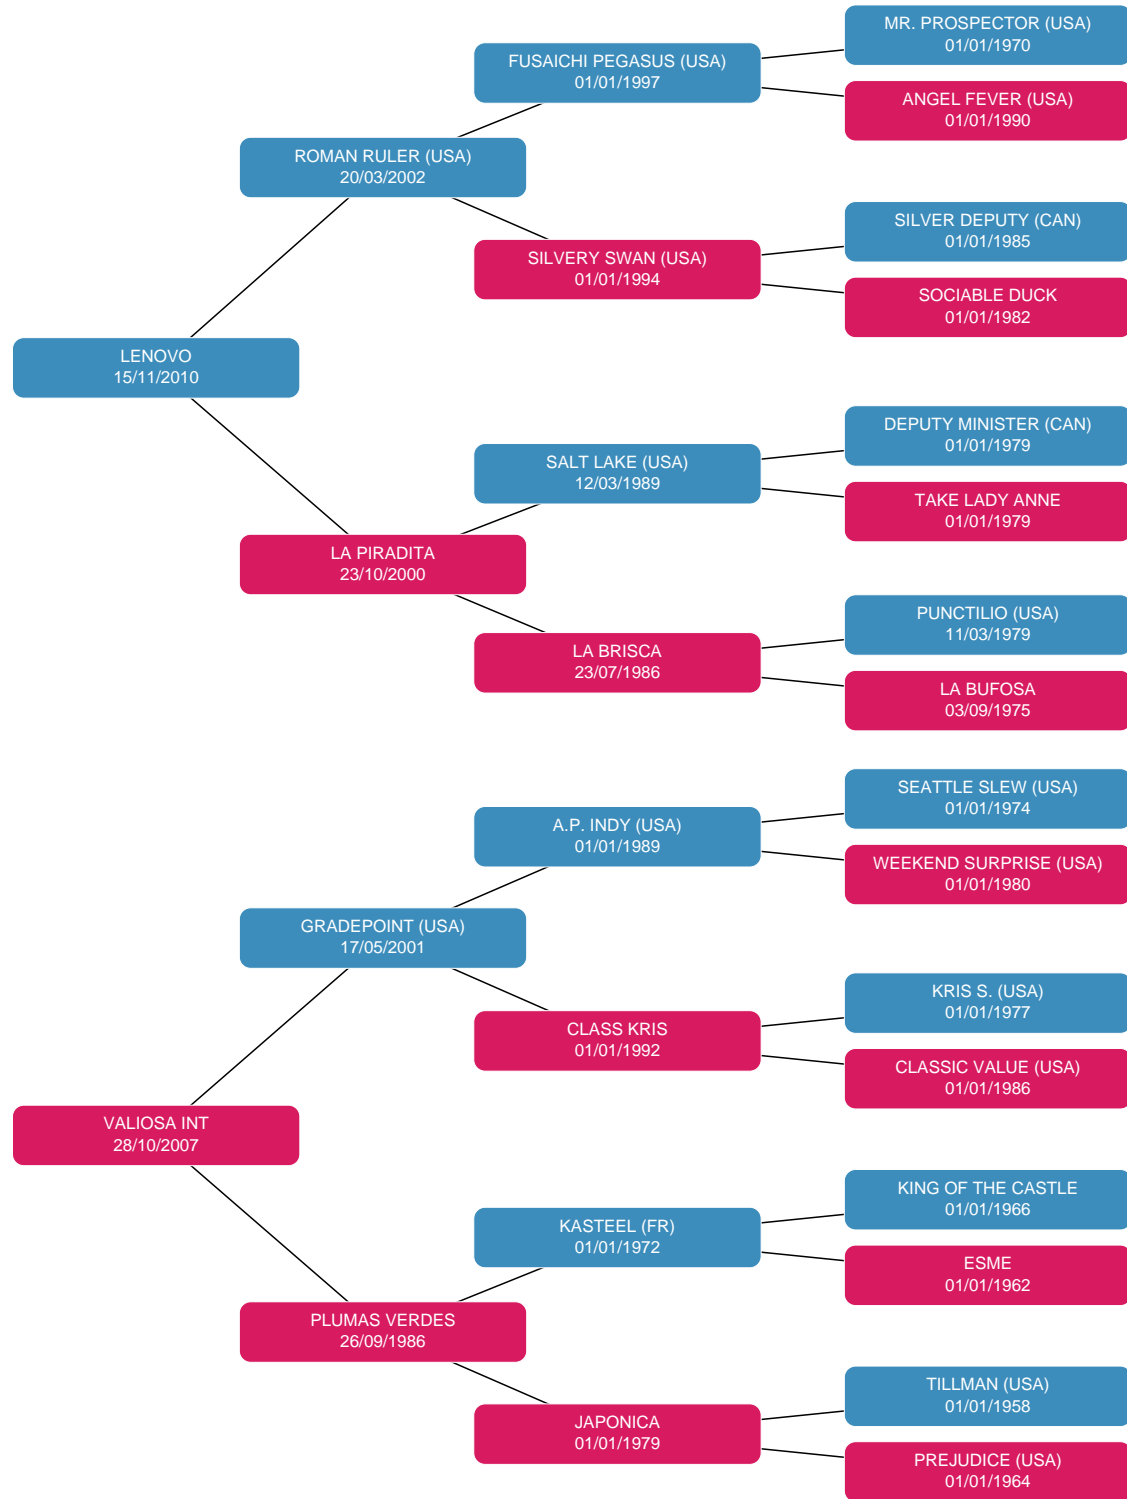 MR. PROSPECTOR (USA)
01/01/1970
FUSAICHI PEGASUS (USA)
01/01/1997
ANGEL FEVER (USA)
01/01/1990
ROMAN RULER (USA)
20/03/2002
SILVER DEPUTY (CAN)
01/01/1985
SILVERY SWAN (USA)
01/01/1994
SOCIABLE DUCK
01/01/1982
LENOVO
15/11/2010
DEPUTY MINISTER (CAN)
01/01/1979
SALT LAKE (USA)
12/03/1989
TAKE LADY ANNE
01/01/1979
LA PIRADITA
23/10/2000
PUNCTILIO (USA)
11/03/1979
LA BRISCA
23/07/1986
LA BUFOSA
03/09/1975
SEATTLE SLEW (USA)
01/01/1974
A.P. INDY (USA)
01/01/1989
WEEKEND SURPRISE (USA)
01/01/1980
GRADEPOINT (USA)
17/05/2001
KRIS S. (USA)
01/01/1977
CLASS KRIS
01/01/1992
CLASSIC VALUE (USA)
01/01/1986
VALIOSA INT
28/10/2007
KING OF THE CASTLE
01/01/1966
KASTEEL (FR)
01/01/1972
ESME
01/01/1962
PLUMAS VERDES
26/09/1986
TILLMAN (USA)
01/01/1958
JAPONICA
01/01/1979
PREJUDICE (USA)
01/01/1964